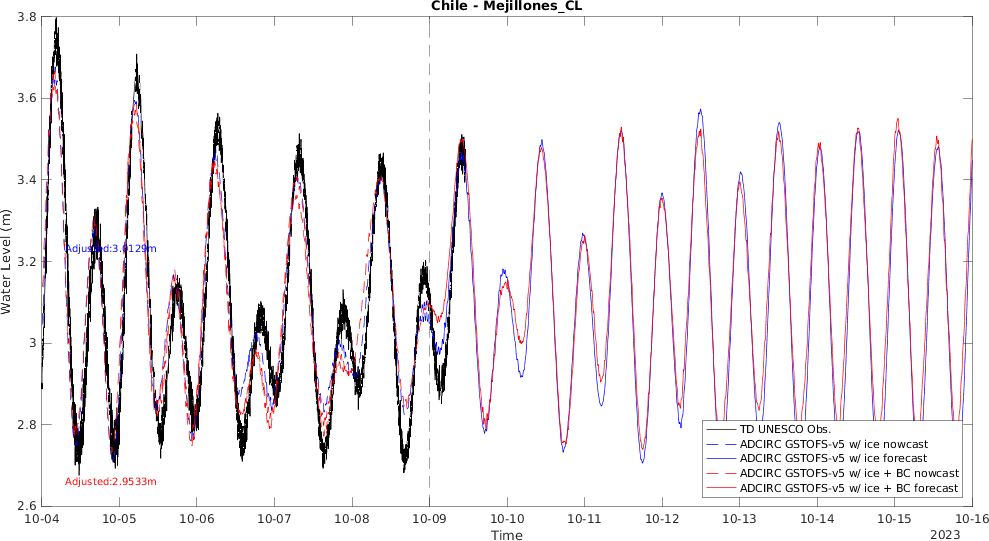 Chile - Mejillones_CL
3.8
3.6
3.4
3.2
3
2.8
2.6
Water Level (m)
Adjusted:3.0129m
Adjusted:2.9533m
TD UNESCO Obs.
ADCIRC GSTOFS-v5 w/ ice nowcast
ADCIRC GSTOFS-v5 w/ ice forecast
ADCIRC GSTOFS-v5 w/ ice + BC nowcast
ADCIRC GSTOFS-v5 w/ ice + BC forecast
10-04 10-05 10-06 10-07 10-08 10-09 10-10 10-11 10-12 10-13 10-14 10-15 10-16
Time
2023